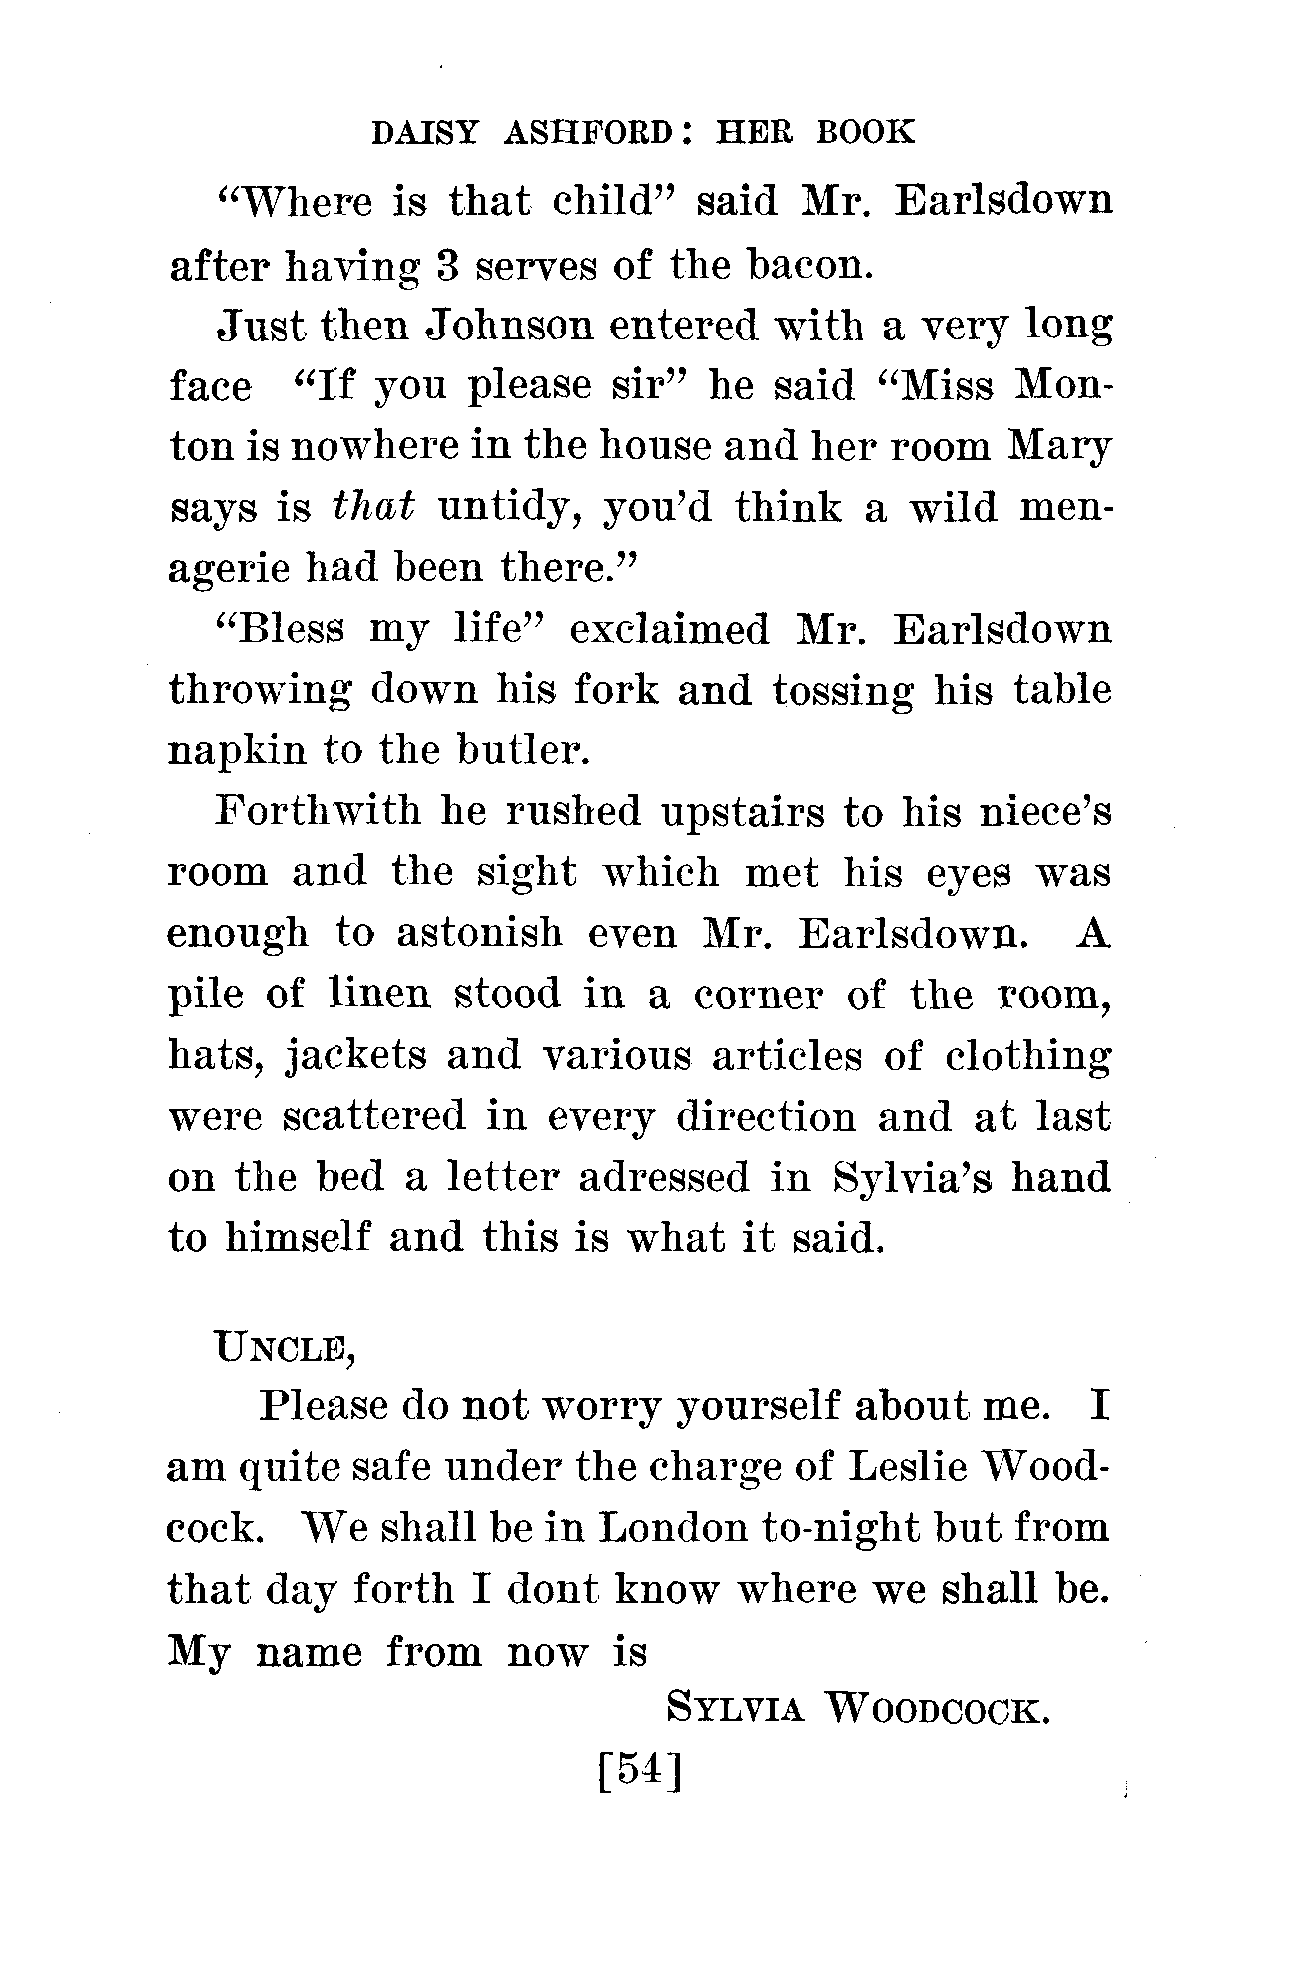 DAISY ASHFORD: HER BOOK
“Where is that child” said Mr. Earlsdown
after having 3 serves of the bacon.
Just then Johnson entered with a very long
face “If you please sir” he said “Miss Mon-
ton is nowhere in the house and her room Mary
says is that untidy, you’d think a wild men-
agerie had been there.”
“Bless my life” exclaimed Mr. Earlsdown
throwing down his fork and tossing his table
napkin to the butler.
Forthwith he rushed upstairs to his niece’s
room and the sight which met his eyes was
enough to astonish even Mr. Earlsdown. A
pile of linen stood in a corner of the room,
hats, jackets and various articles of clothing
were scattered in every direction and at last
on the bed a letter adressed in Sylvia’s hand
to himself and this is what it said.
UNCLE,
Please do not worry yourself about me. I
am quite safe under the charge of Leslie Wood-
cock. We shall be in London to-night but from
that day forth I dont know where we shall be.
My name from now is
SYLVIA WOODCOCK.
[54]